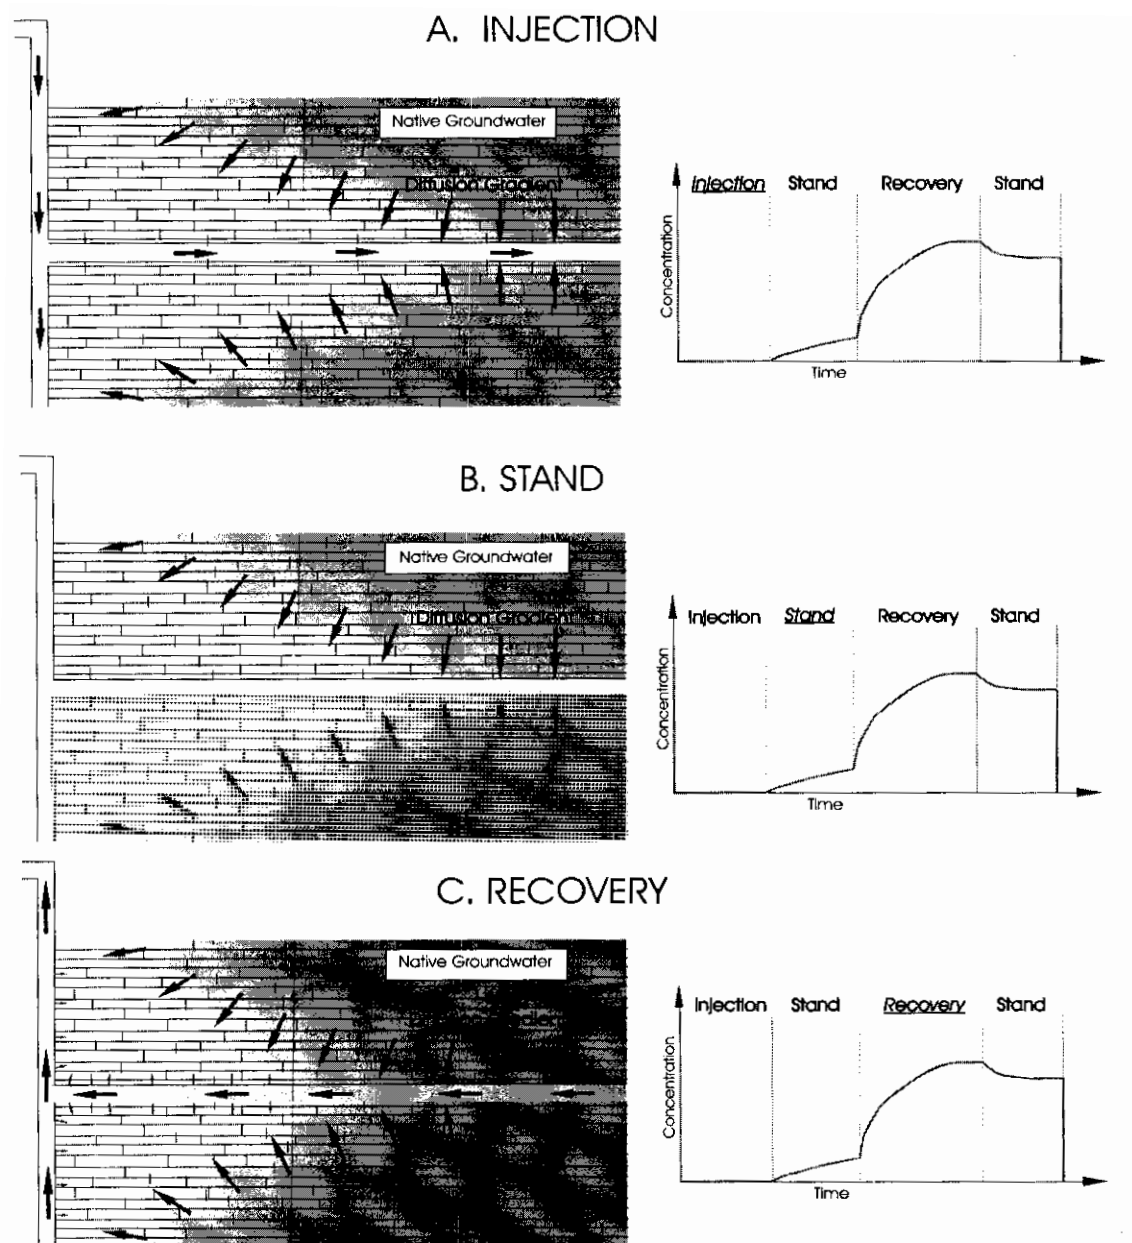 A. INJECTION
Native Groundwater
Diffusion Gradient
Injection Stand Recovery Stand
Concentration
Time
B. STAND
Native Groundwater
Diffusion Gradient
Injection Stand Recovery Stand
Concentration
Time
C. RECOVERY
Native Groundwater
Injection Stand Recovery Stand
Concentration
Time